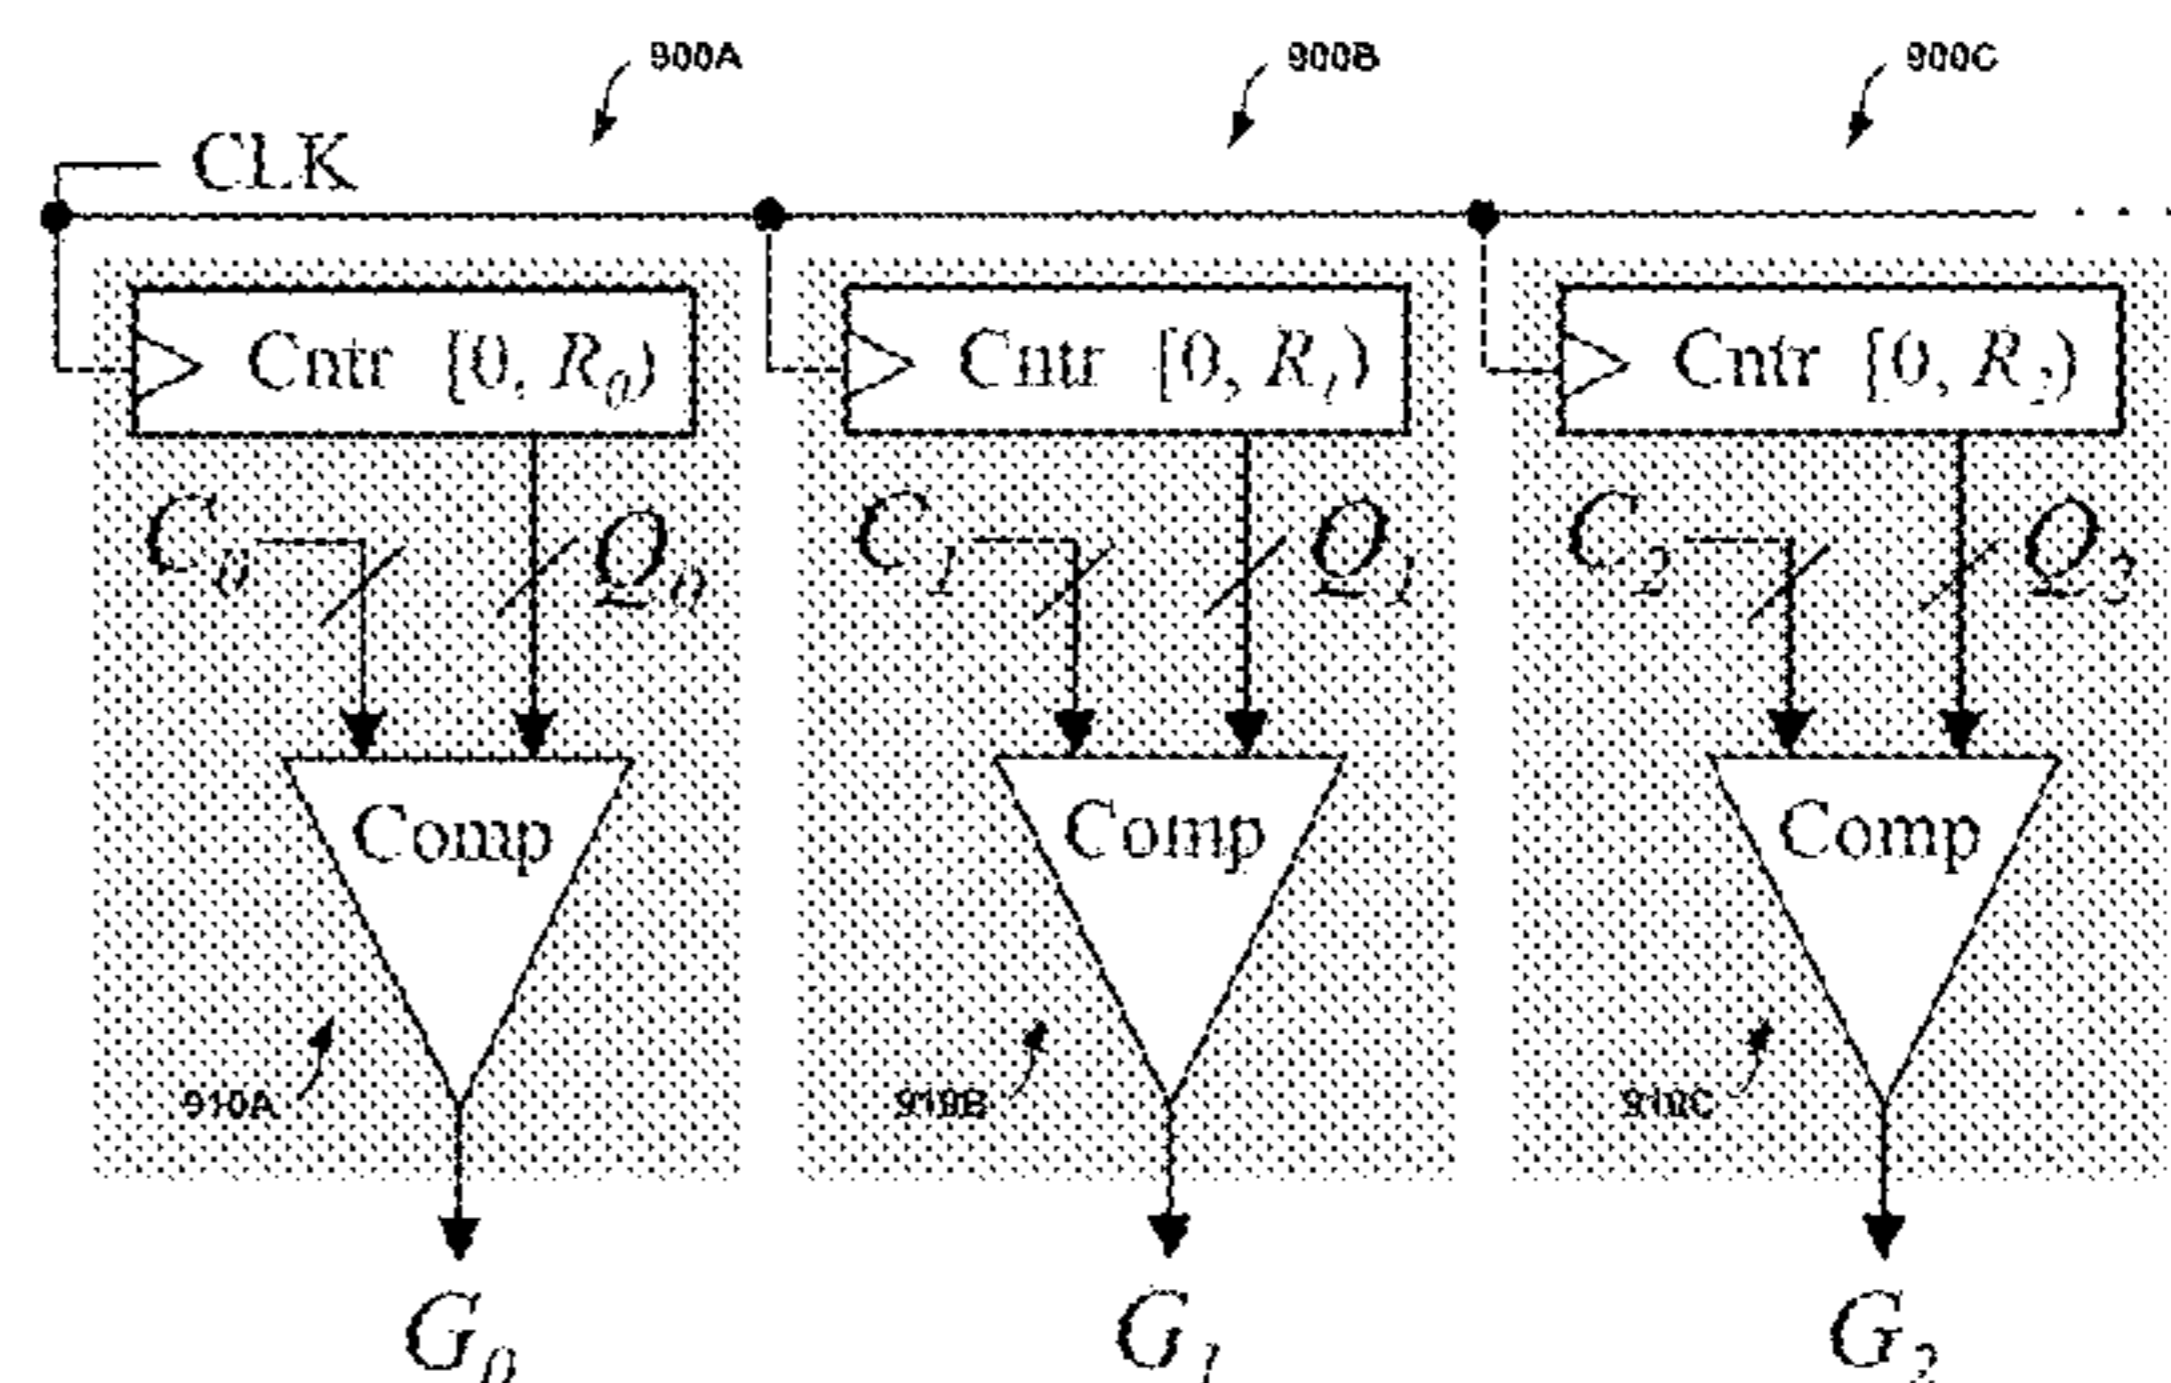 900A 900B 900C
CLK
Cntr [0, R₀) Cntr [0, R₁) Cntr [0, R₂)
C₀ Q₀ C₁ Q₁ C₂ Q₃
Comp Comp Comp
910A 910B 910C
G₀ G₁ G₂